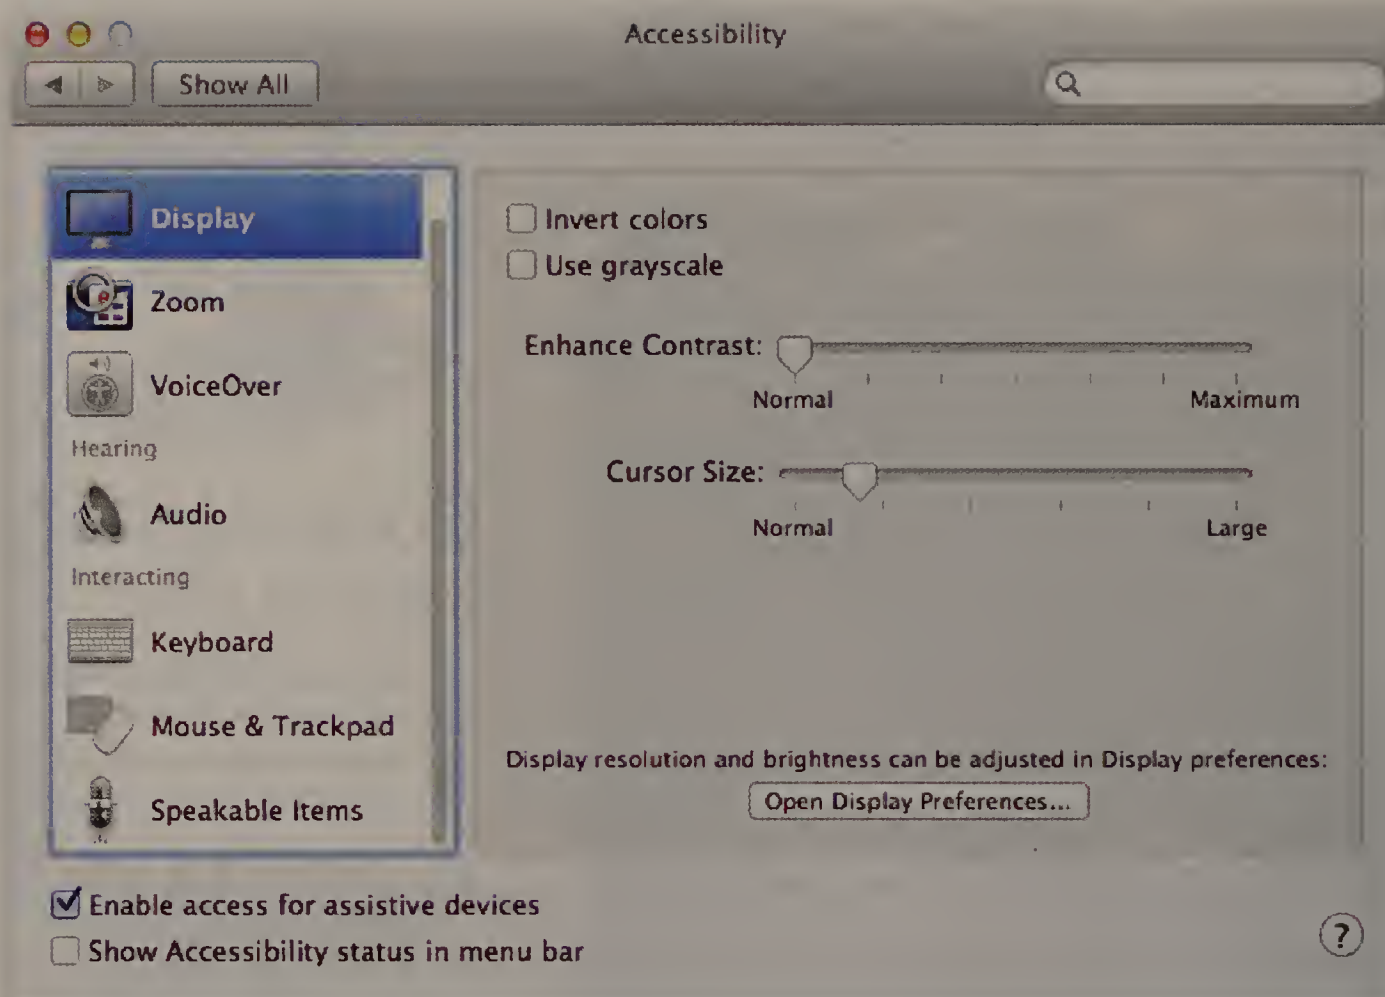 Accessibility
Show All
Display
Zoom
VoiceOver
Hearing
Audio
Interacting
Keyboard
Mouse & Trackpad
Speakable Items
Invert colors
Use grayscale
Enhance Contrast:
Normal Maximum
Cursor Size:
Normal Large
Display resolution and brightness can be adjusted in Display preferences:
Open Display Preferences...
Enable access for assistive devices
Show Accessibility status in menu bar
?